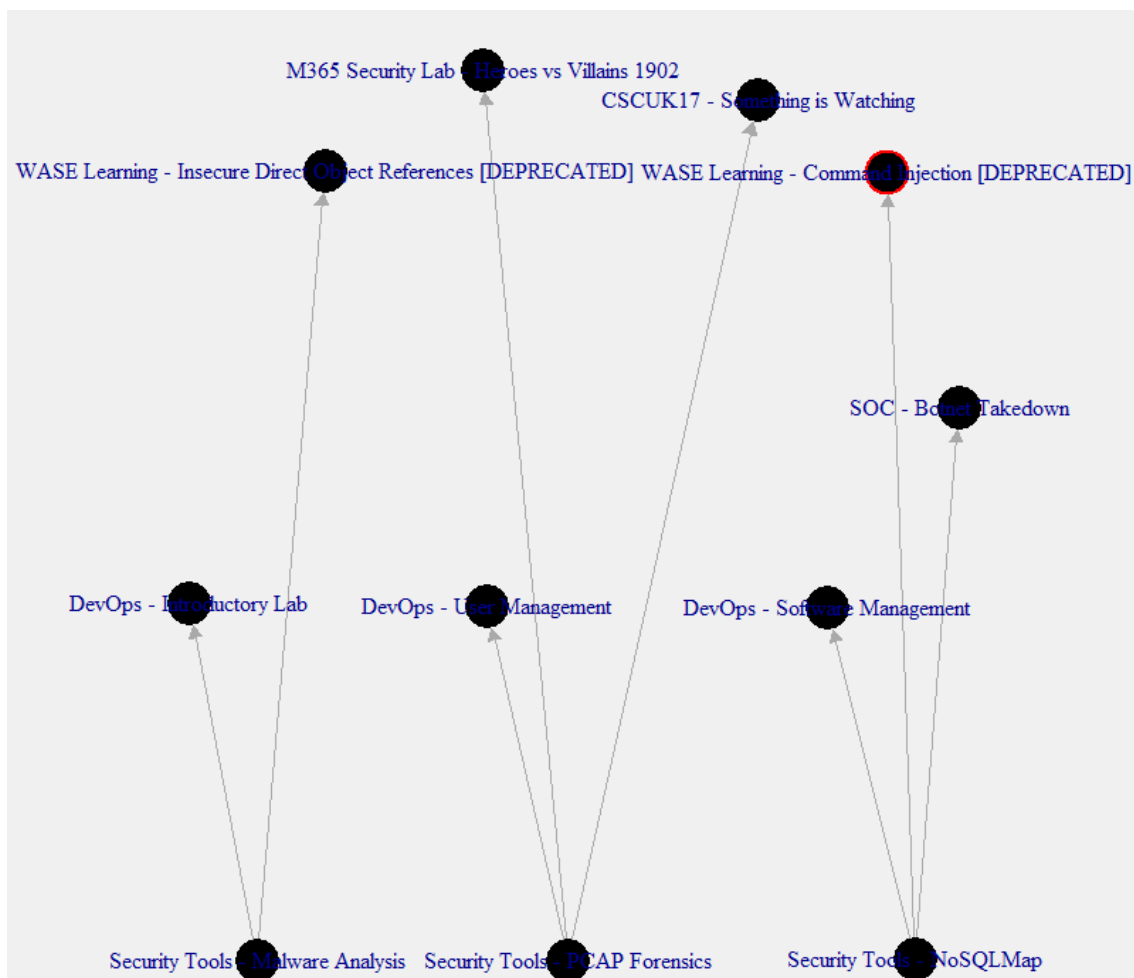 M365 Security Lab - Heroes vs Villains 1902
CSCUK17 - Something is Watching
WASE Learning - Insecure Direct Object References [DEPRECATED]
WASE Learning - Command Injection [DEPRECATED]
SOC - Botnet Takedown
DevOps - Introductory Lab
DevOps - User Management
DevOps - Software Management
Security Tools - Malware Analysis
Security Tools - PCAP Forensics
Security Tools - NoSQLMap